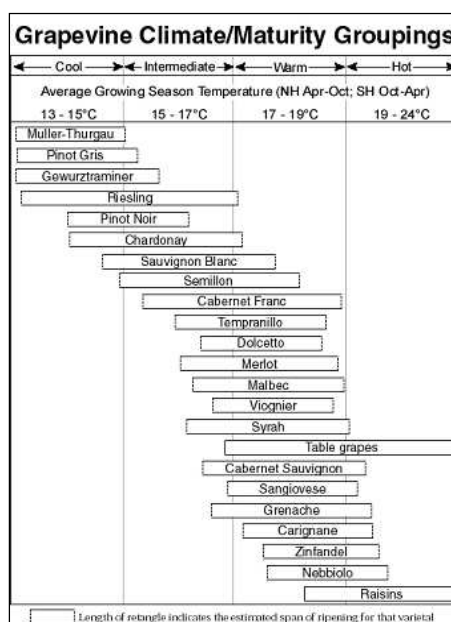 Grapevine Climate/Maturity Groupings
Cool Intermediate Warm Hot
Average Growing Season Temperature (NH Apr-Oct; SH Oct-Apr)
13 - 15°C 15 - 17°C 17 - 19°C 19 - 24°C
Muller-Thurgau
Pinot Gris
Gewurztraminer
Riesling
Pinot Noir
Chardonay
Sauvignon Blanc
Semillon
Cabernet Franc
Tempranillo
Dolcetto
Merlot
Malbec
Viognier
Syrah
Table grapes
Cabernet Sauvignon
Sangiovese
Grenache
Carignane
Zinfandel
Nebbiolo
Raisins
Length of retangle indicates the estimated span of ripening for that varietal